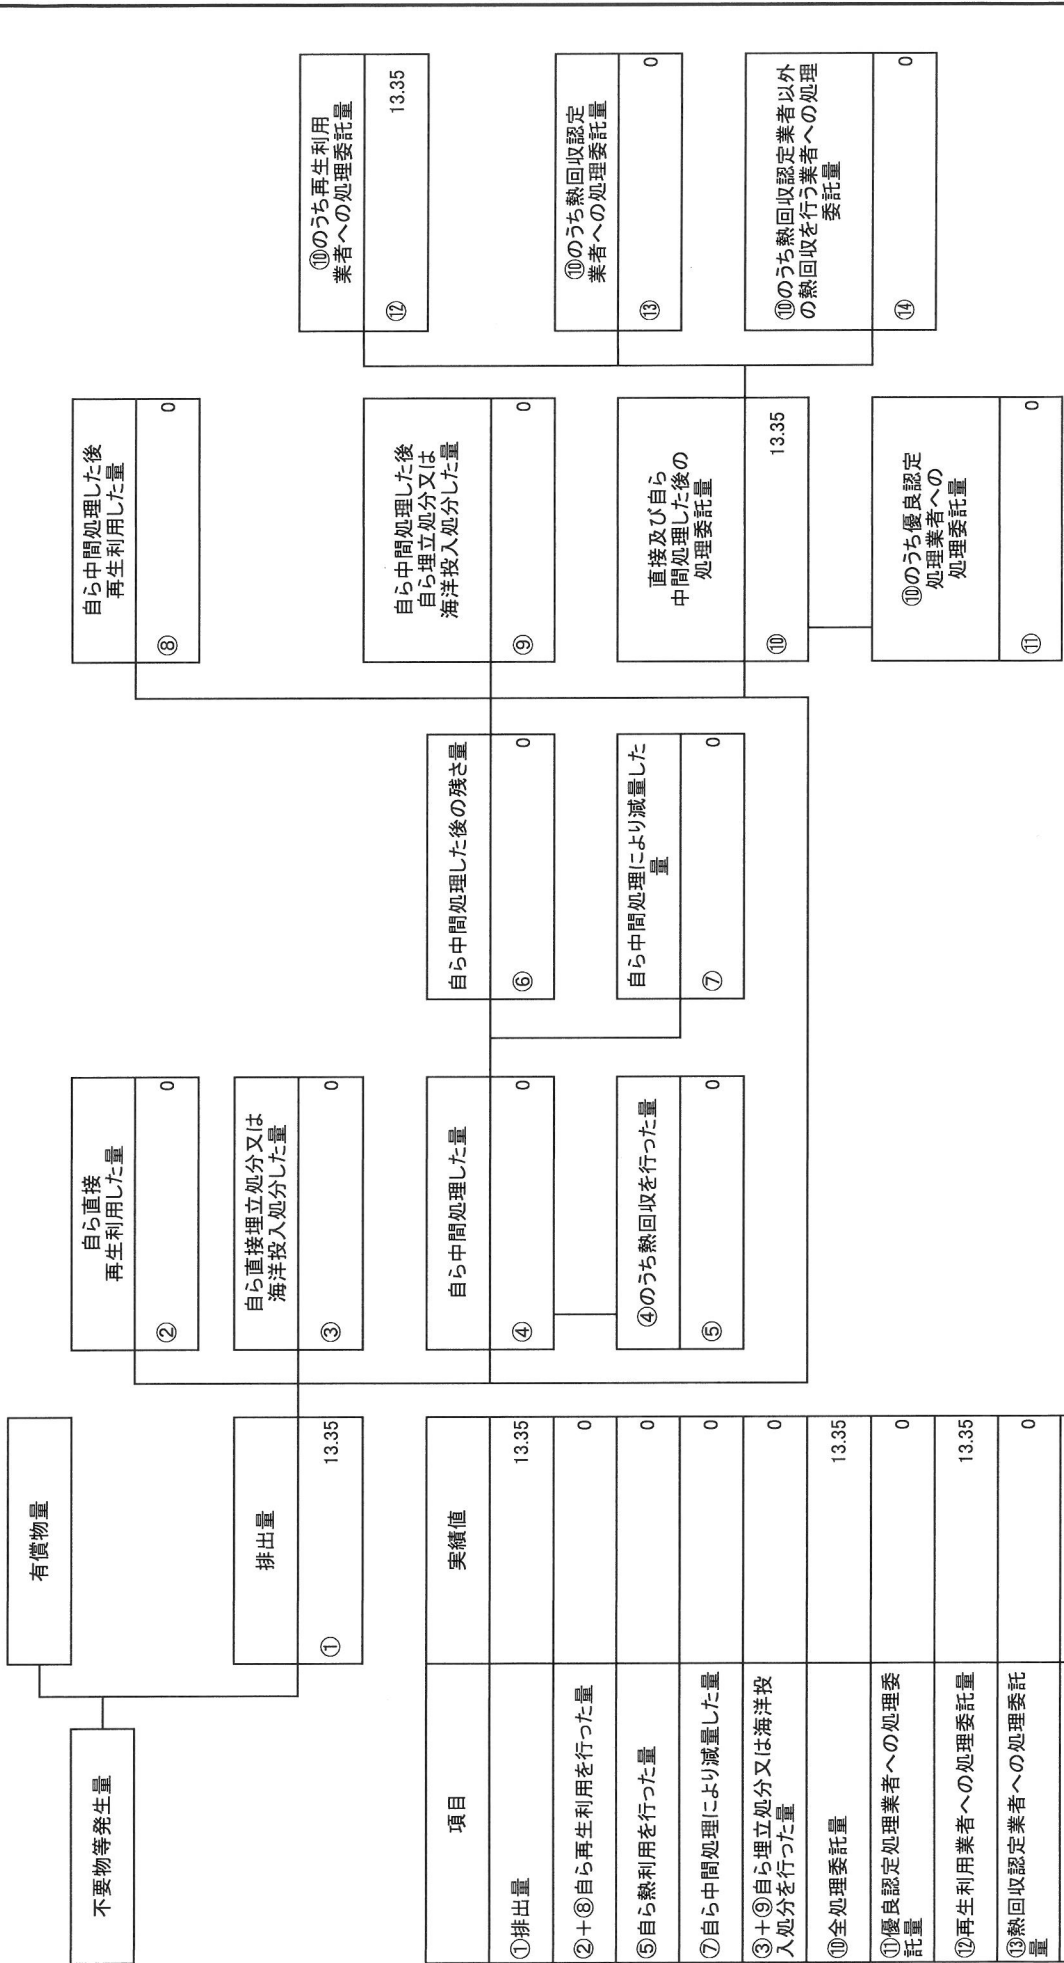 不要物等発生量
有償物量
排出量
①
13.35
自ら直接
再生利用した量
②
0
自ら直接埋立処分又は
海洋投入処分した量
③
0
自ら中間処理した量
④
0
④のうち熱回収を行った量
⑤
0
自ら中間処理した後の残さ量
⑥
0
自ら中間処理により減量した
量
⑦
0
自ら中間処理した後
再生利用した量
⑧
0
自ら中間処理した後
自ら埋立処分又は
海洋投入処分した量
⑨
0
直接及び自ら
中間処理した後の
処理委託量
⑩
13.35
⑩のうち優良認定
処理業者への
処理委託量
⑪
0
⑩のうち再生利用
業者への処理委託量
⑫
13.35
⑩のうち熱回収認定
業者への処理委託量
⑬
0
⑩のうち熱回収認定業者以外
の熱回収を行う業者への処理
委託量
⑭
0
項目
実績値
①排出量
13.35
②+⑧自ら再生利用を行った量
0
⑤自ら熱利用を行った量
0
⑦自ら中間処理により減量した量
0
③+⑨自ら埋立処分又は海洋投
入処分を行った量
0
⑩全処理委託量
13.35
⑪優良認定処理業者への処理委
託量
0
⑫再生利用業者への処理委託量
13.35
⑬熱回収認定業者への処理委託
量
0